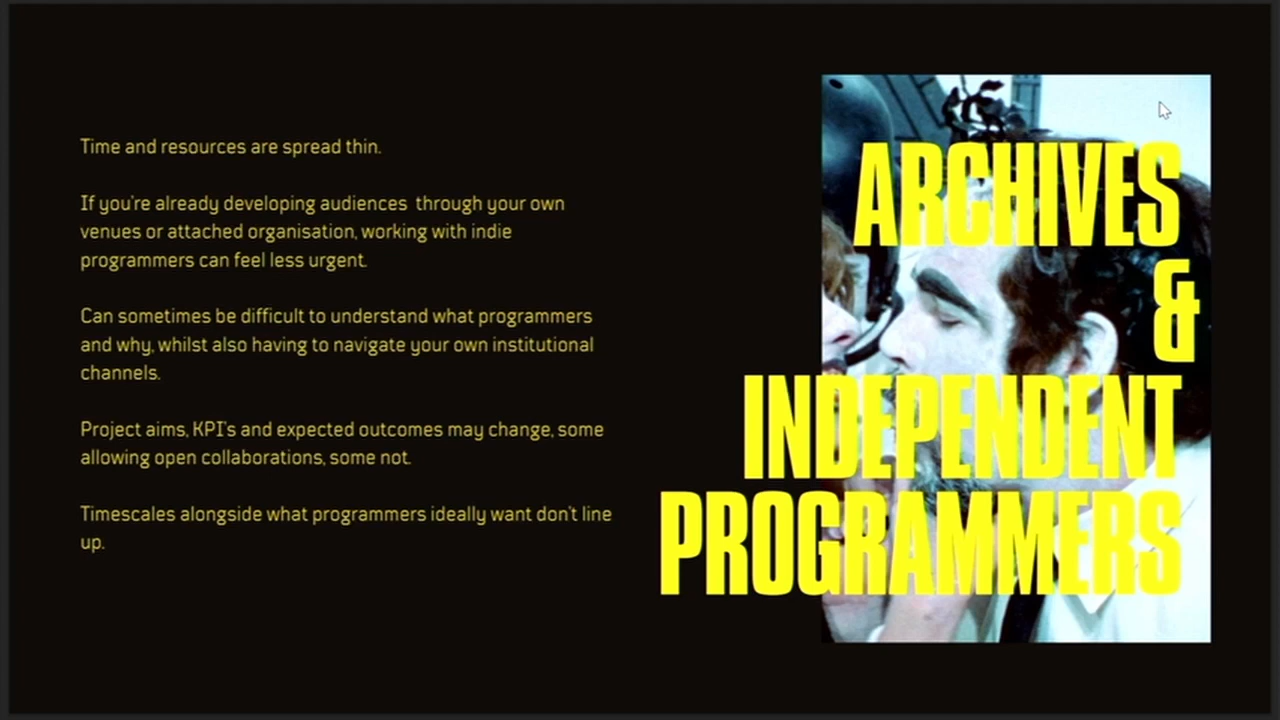 Time and resources are spread thin.
If you're already developing audiences  through your own
venues or attached organisation, working with indie
programmers can feel less urgent.
Can sometimes be difficult to understand what programmers
and why, whilst also having to navigate your own institutional
channels.
Project aims, KPI's and expected outcomes may change, some
allowing open collaborations, some not.
Timescales alongside what programmers ideally want don't line
up.
ARCHIVES
&
INDEPENDENT
PROGRAMMERS